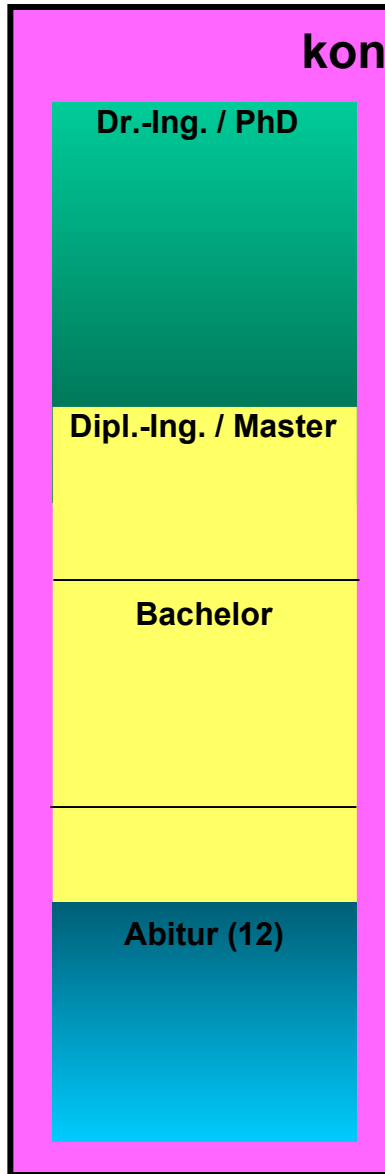 kon
Dr.-Ing. / PhD
Dipl.-Ing. / Master
Bachelor
Abitur (12)